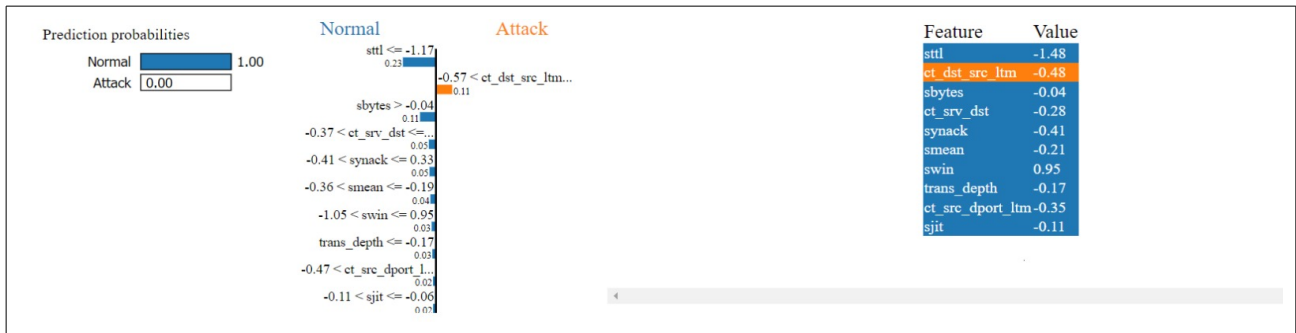 Prediction probabilities
Normal 1.00
Attack 0.00
Normal Attack
sttl <= -1.17
0.23
-0.57 < ct_dst_src_ltm...
0.11
sbytes > -0.04
0.11
-0.37 < ct_srv_dst <=...
0.05
-0.41 < synack <= 0.33
0.05
-0.36 < smean <= -0.19
0.04
-1.05 < swin <= 0.95
0.03
trans_depth <= -0.17
0.03
-0.47 < ct_src_dport_l...
0.02
-0.11 < sjit <= -0.06
0.02
Feature Value
sttl -1.48
ct_dst_src_ltm -0.48
sbytes -0.04
ct_srv_dst -0.28
synack -0.41
smean -0.21
swin 0.95
trans_depth -0.17
ct_src_dport_ltm -0.35
sjit -0.11